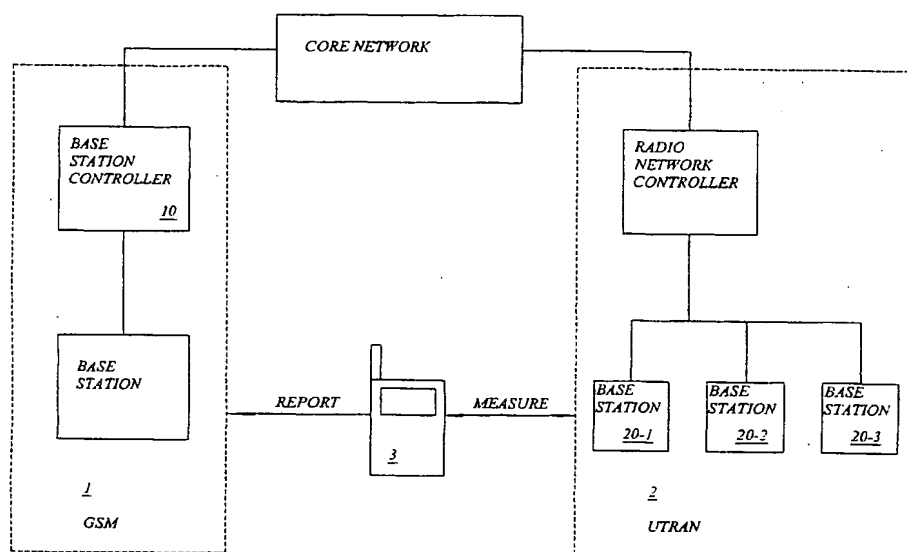 CORE NETWORK
BASE
STATION
CONTROLLER
10
RADIO
NETWORK
CONTROLLER
BASE
STATION
REPORT
MEASURE
3
BASE
STATION
20-1
BASE
STATION
20-2
BASE
STATION
20-3
1
GSM
2
UTRAN